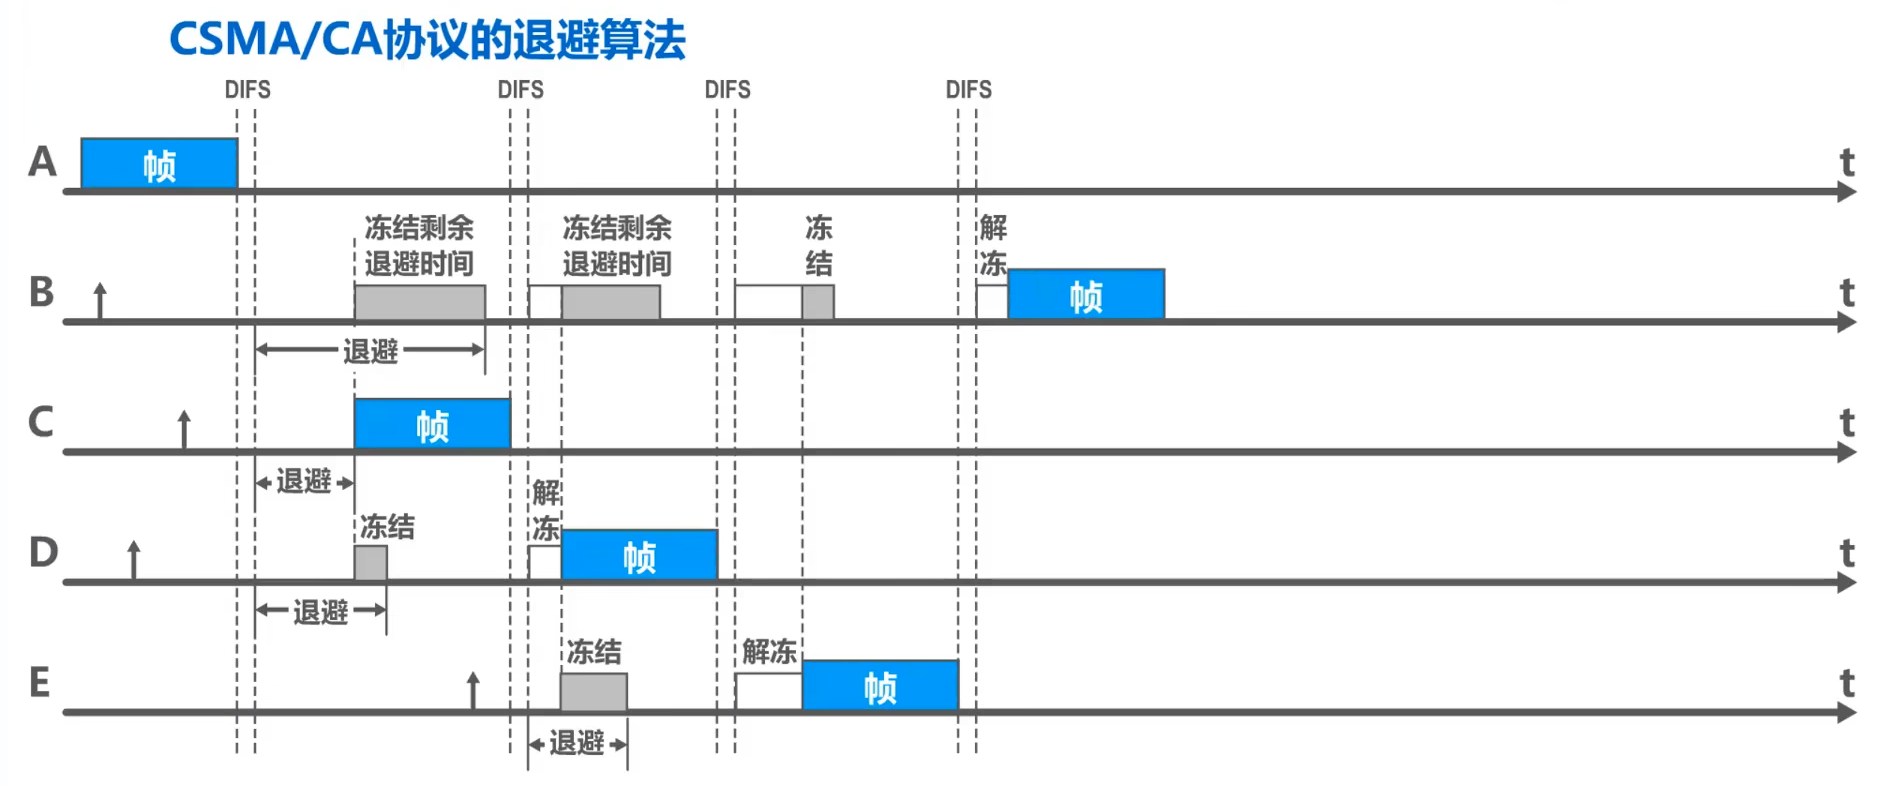 CSMA/CA协议的退避算法
DIFS DIFS DIFS DIFS
A 帧 t
冻结剩余
退避时间
冻结剩余
退避时间
冻
结
解
冻
B 帧 t
退避
C 帧 t
退避
冻结
解
冻
D 帧 t
退避
冻结
解冻
E 帧 t
退避